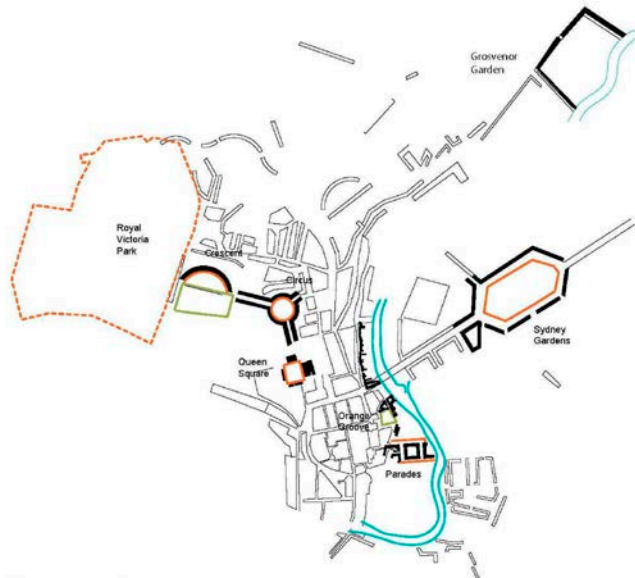 Grosvenor
Garden
Royal
Victoria
Park
Crescent
Circus
Sydney
Gardens
Queen
Square
Orange
Groove
Parades